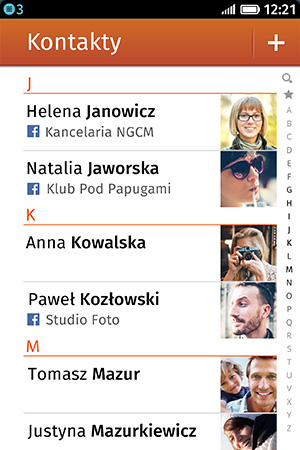 3 12:21
Kontakty +
J
Helena Janowicz
Kancelaria NGCM
Natalia Jaworska
Klub Pod Papugami
K
Anna Kowalska
Paweł Kozłowski
Studio Foto
M
Tomasz Mazur
Justyna Mazurkiewicz
A
B
C
D
E
F
G
H
I
J
K
L
M
N
O
P
Q
R
S
T
U
V
X
Y
Z